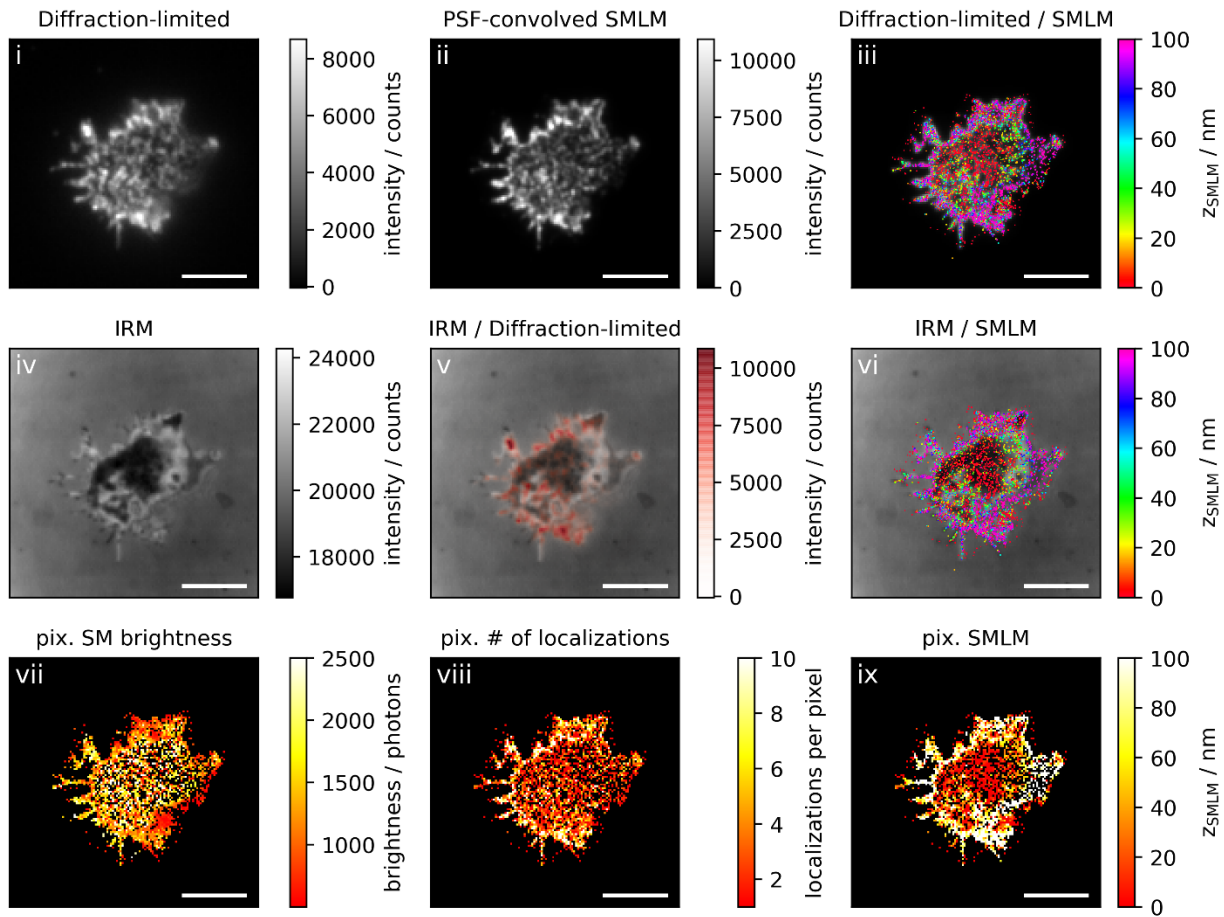 Diffraction-limited
i
8000
6000
4000
2000
0
intensity / counts
PSF-convolved SMLM
ii
10000
7500
5000
2500
0
intensity / counts
Diffraction-limited / SMLM
iii
100
80
60
40
20
0
zSMLM / nm
IRM
iv
24000
22000
20000
18000
intensity / counts
IRM / Diffraction-limited
v
10000
7500
5000
2500
0
intensity / counts
IRM / SMLM
vi
100
80
60
40
20
0
zSMLM / nm
pix. SM brightness
vii
2500
2000
1500
1000
brightness / photons
pix. # of localizations
viii
10
8
6
4
2
localizations per pixel
pix. SMLM
ix
100
80
60
40
20
0
zSMLM / nm